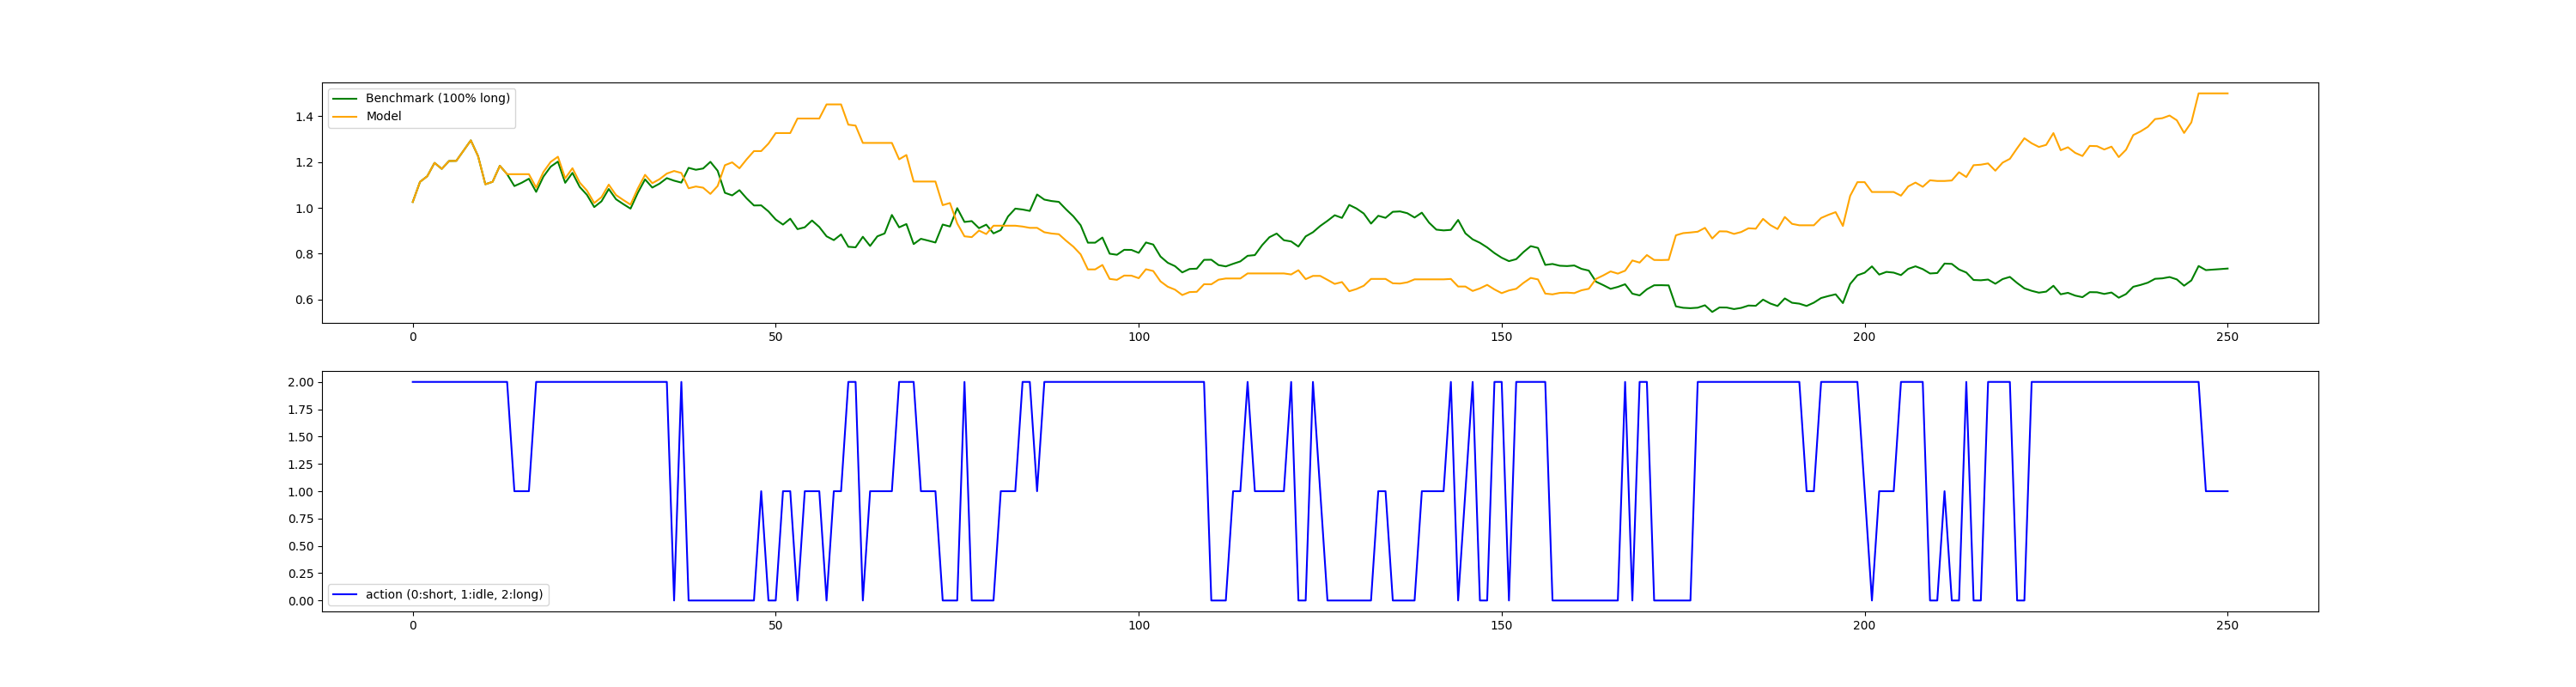 Benchmark (100% long)
Model
1.4
1.2
1.0
0.8
0.6
0 50 100 150 200 250
2.00
1.75
1.50
1.25
1.00
0.75
0.50
0.25
0.00
action (0:short, 1:idle, 2:long)
0 50 100 150 200 250